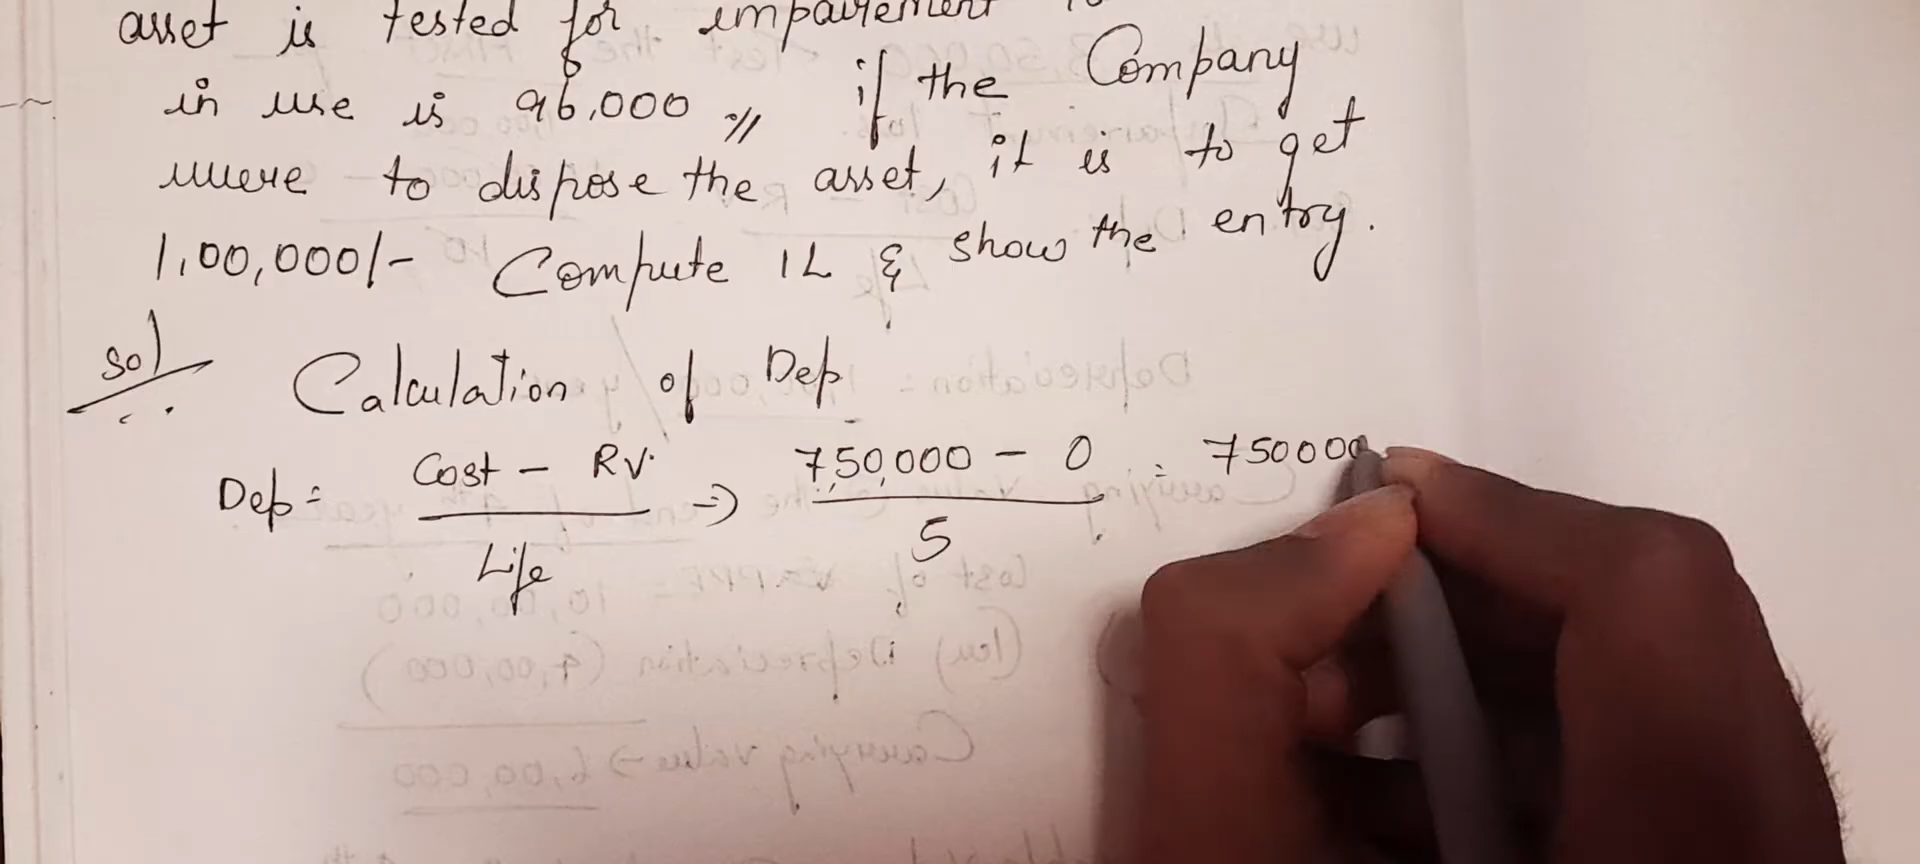 asset is tested for impairement
in use is 96,000 // if the Company
were to dispose the asset, it is to get
1,00,000/- Compute IL & show the entry.
Sol
Calculation of Dep
Dep = Cost - RV. => 7,50,000 - 0 = 750000
Life 5